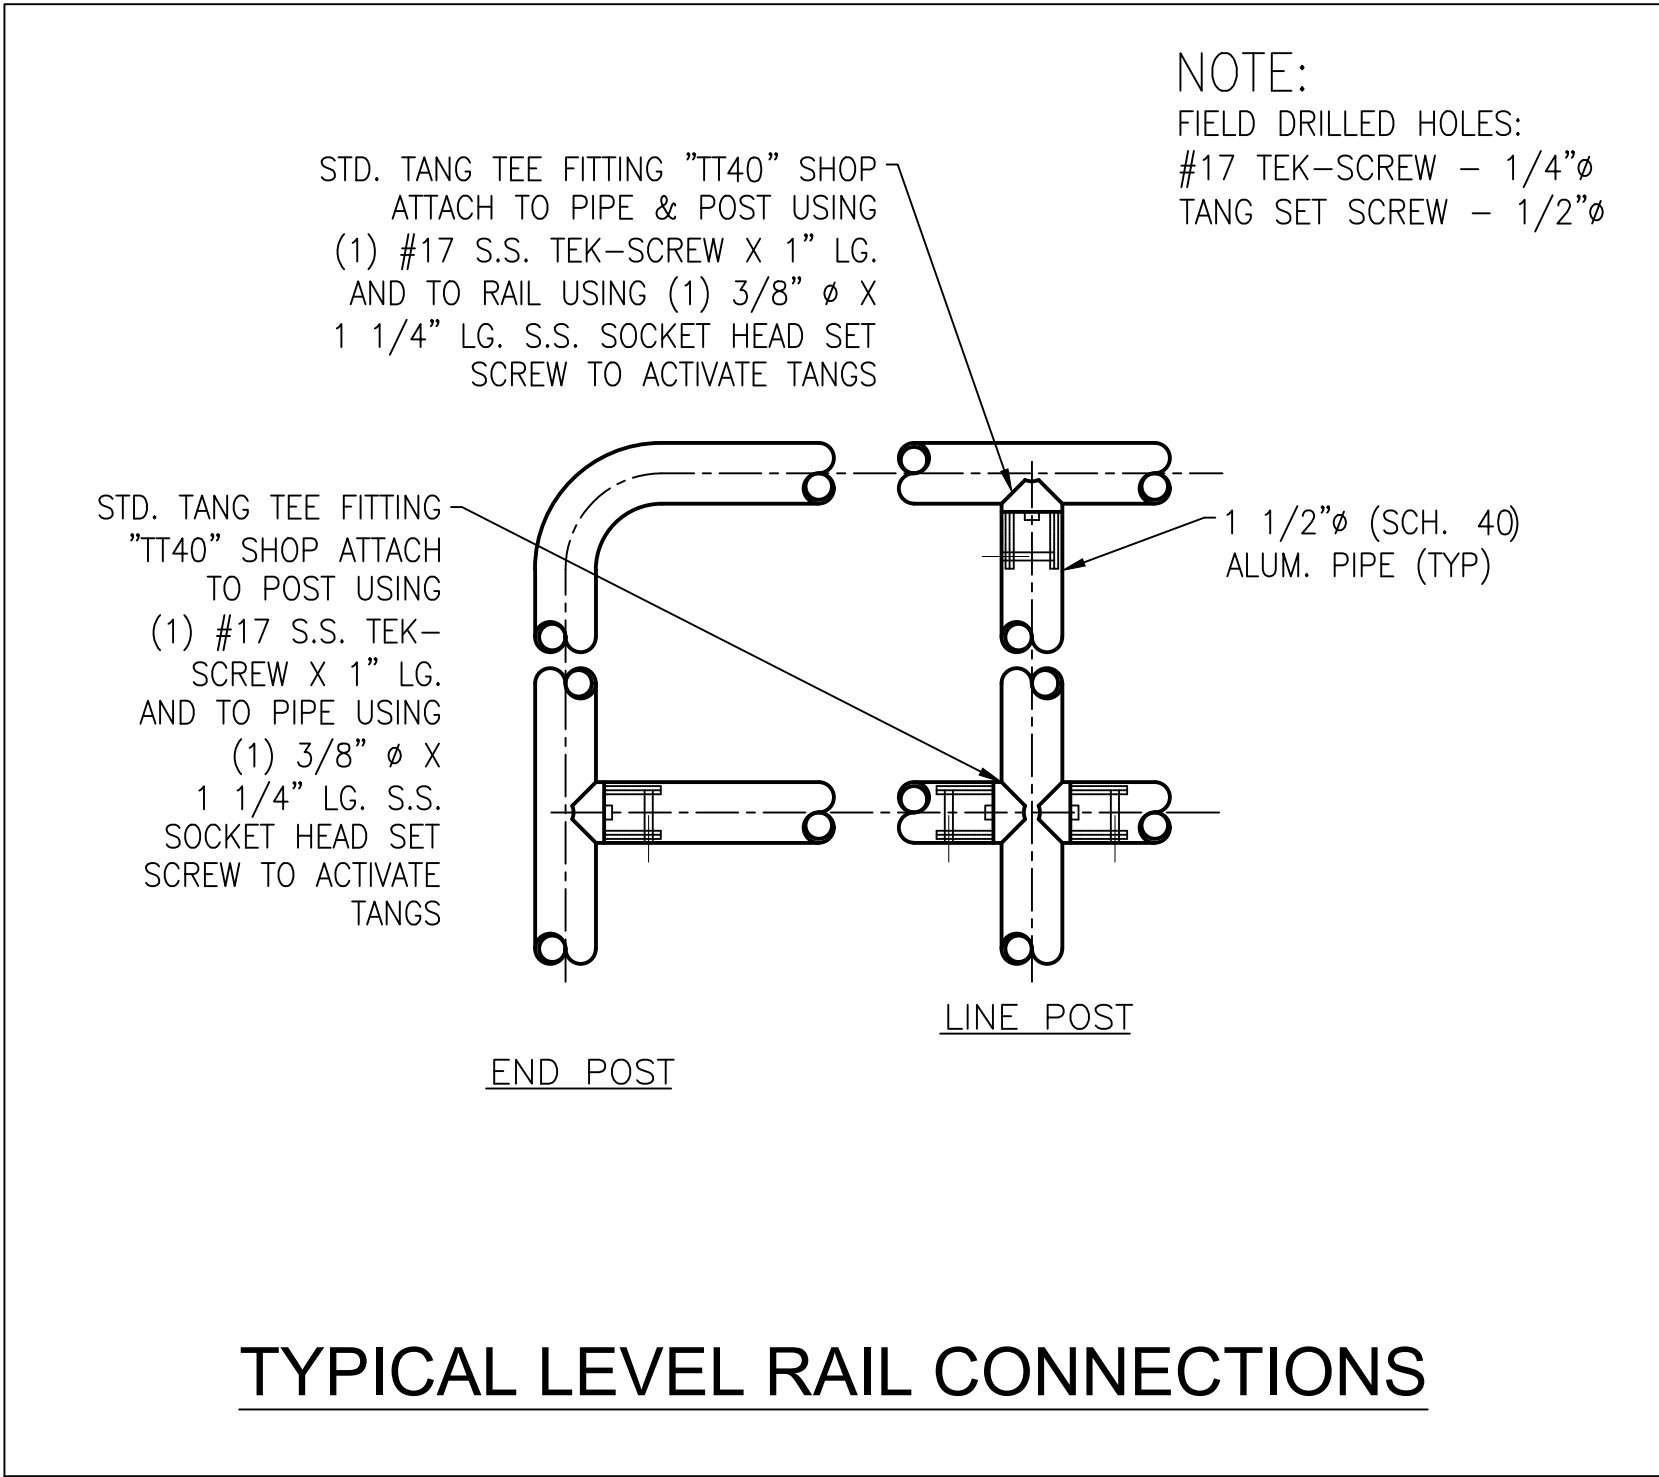 NOTE:
FIELD DRILLED HOLES:
#17 TEK-SCREW - 1/4"ø
TANG SET SCREW - 1/2"ø
STD. TANG TEE FITTING "TT40" SHOP
ATTACH TO PIPE & POST USING
(1) #17 S.S. TEK-SCREW X 1" LG.
AND TO RAIL USING (1) 3/8" ø X
1 1/4" LG. S.S. SOCKET HEAD SET
SCREW TO ACTIVATE TANGS
STD. TANG TEE FITTING
"TT40" SHOP ATTACH
TO POST USING
(1) #17 S.S. TEK-
SCREW X 1" LG.
AND TO PIPE USING
(1) 3/8" ø X
1 1/4" LG. S.S.
SOCKET HEAD SET
SCREW TO ACTIVATE
TANGS
1 1/2"ø (SCH. 40)
ALUM. PIPE (TYP)
LINE POST
END POST
TYPICAL LEVEL RAIL CONNECTIONS